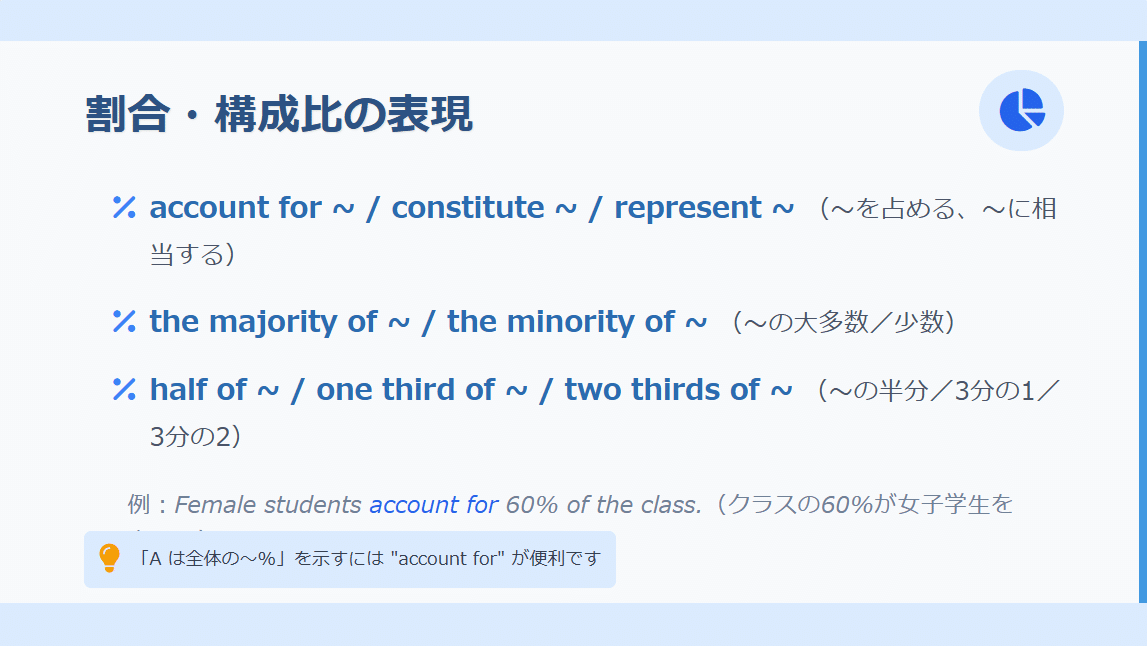 割合・構成比の表現
account for ~ / constitute ~ / represent ~ （～を占める、～に相
当する）
the majority of ~ / the minority of ~ （～の大多数／少数）
half of ~ / one third of ~ / two thirds of ~ （～の半分／3分の1／
3分の2）
例：Female students account for 60% of the class.（クラスの60%が女子学生を
「A は全体の～%」を示すには "account for" が便利です